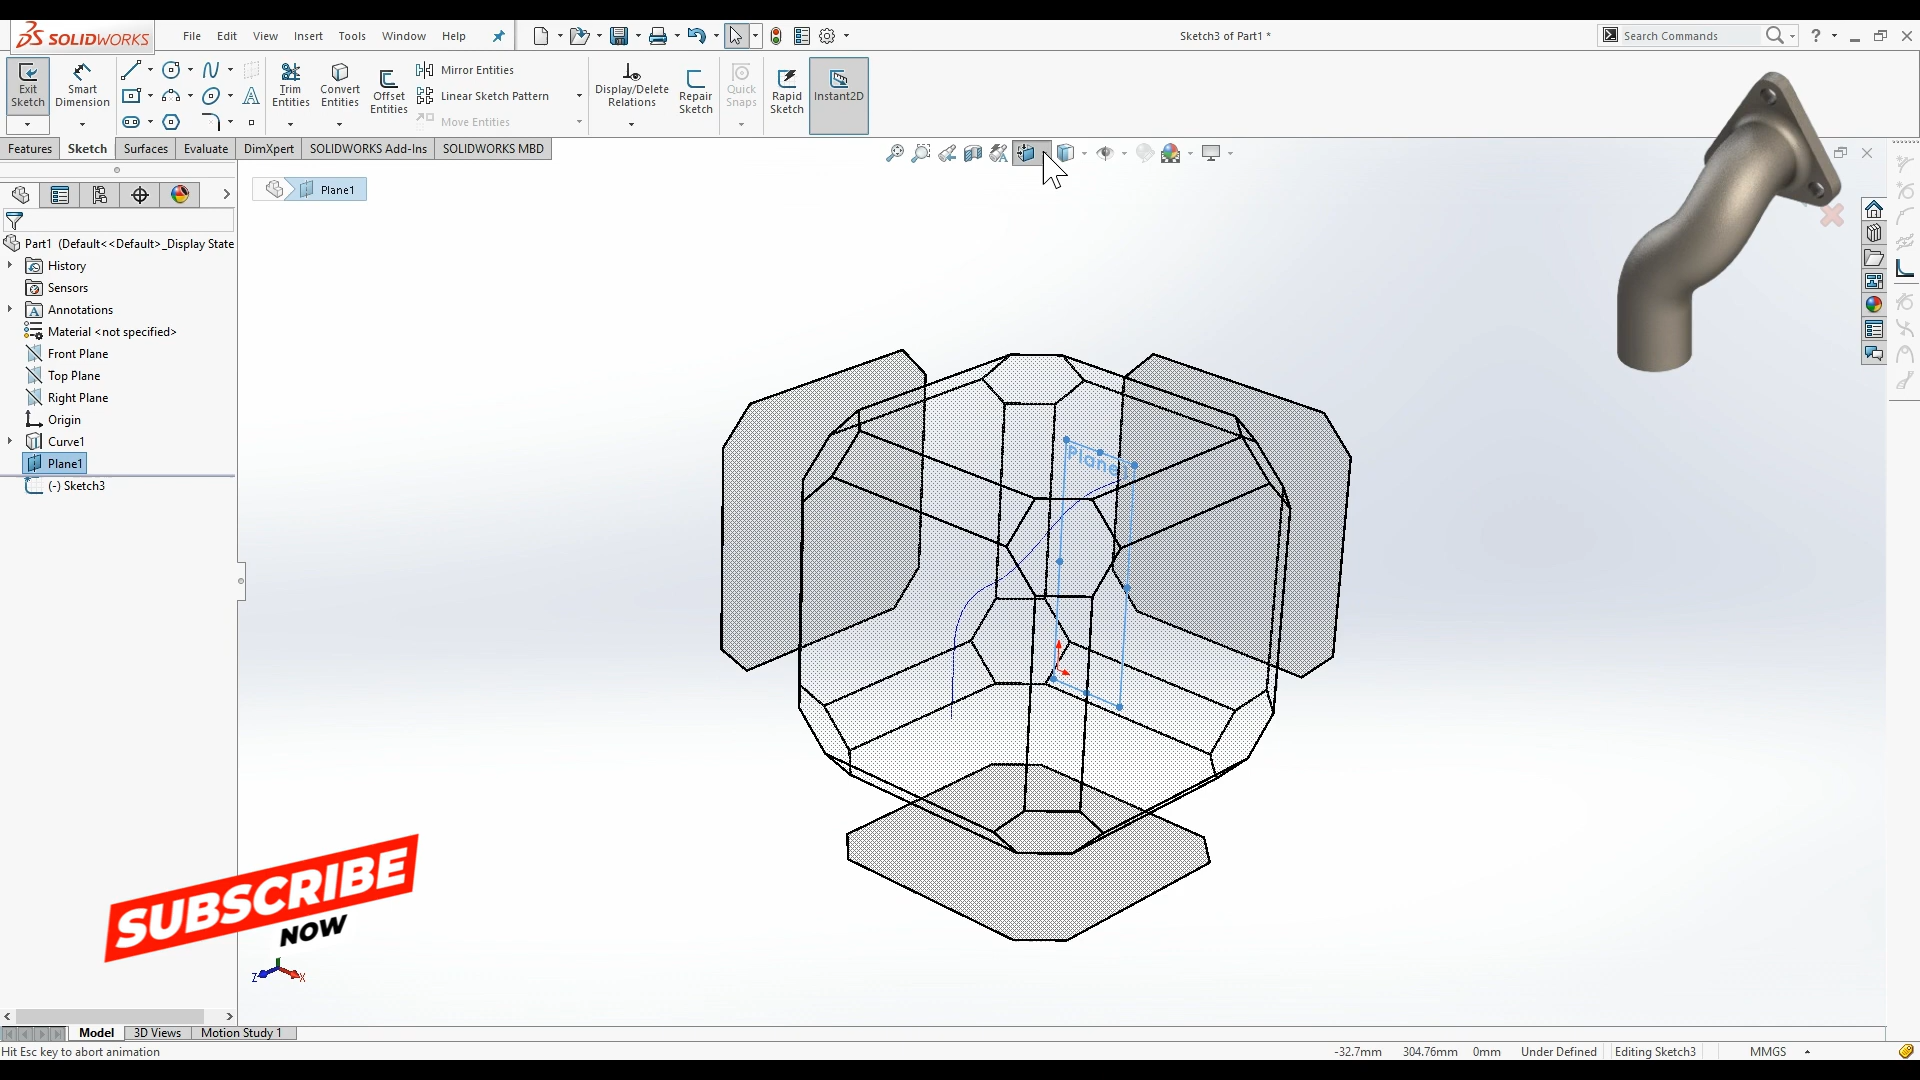 SOLIDWORKS
File Edit View Insert Tools Window Help
Sketch3 of Part1 *
Search Commands
Exit Sketch
Smart Dimension
Trim Entities
Convert Entities
Offset Entities
Mirror Entities
Linear Sketch Pattern
Move Entities
Display/Delete Relations
Repair Sketch
Quick Snaps
Rapid Sketch
Instant2D
Features Sketch Surfaces Evaluate DimXpert SOLIDWORKS Add-Ins SOLIDWORKS MBD
Plane1
Part1 (Default<<Default>_Display State
History
Sensors
Annotations
Material <not specified>
Front Plane
Top Plane
Right Plane
Origin
Curve1
Plane1
(-) Sketch3
SUBSCRIBE
NOW
Z X
Model 3D Views Motion Study 1
Hit Esc key to abort animation
-32.7mm 304.76mm 0mm Under Defined Editing Sketch3 MMGS